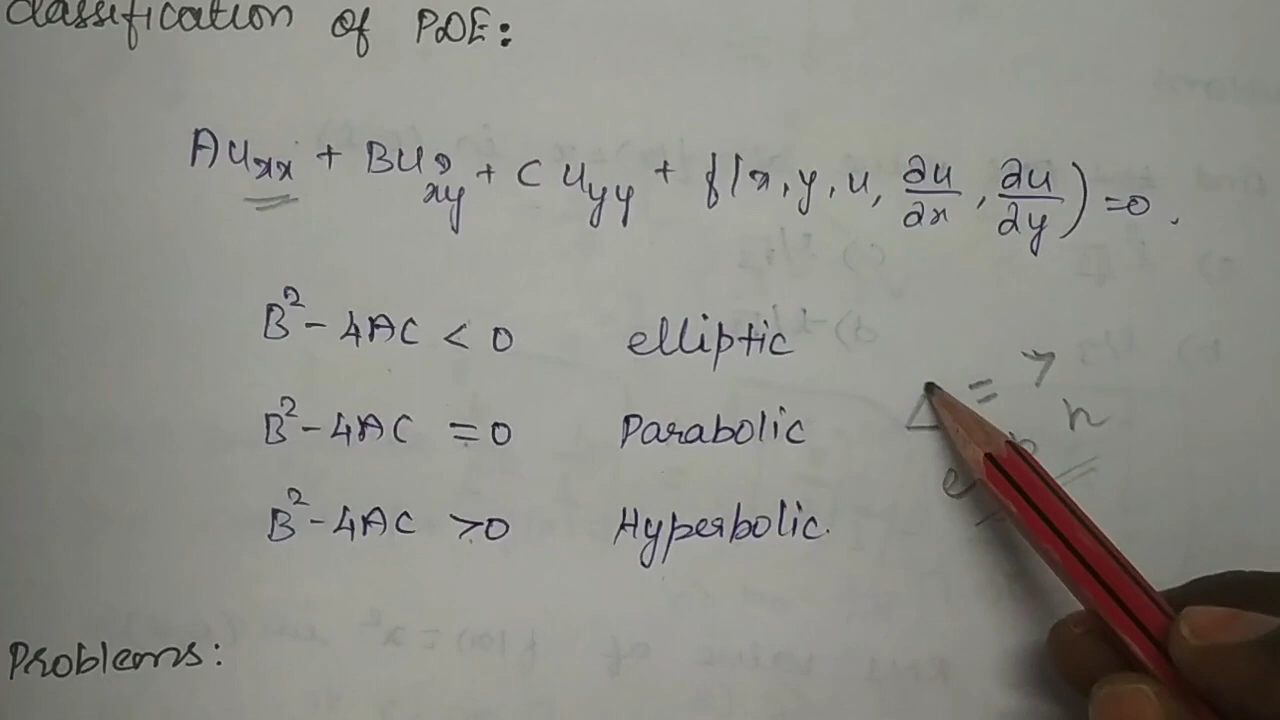 Classification of PDE:
Auxx + Buxy + Cuyy + f(x, y, u, ∂u/∂x, ∂u/∂y) = 0.
B² - 4AC < 0 elliptic
B² - 4AC = 0 Parabolic
B² - 4AC > 0 Hyperbolic.
Δ = > h
e
Problems: